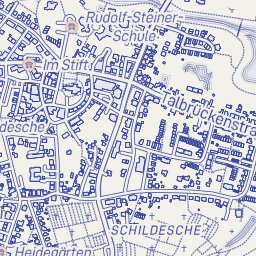 Rudolf-Steiner-
Schule
Im Stift
Talbrückenstra
desche
SCHILDESCHE
Heidegärten